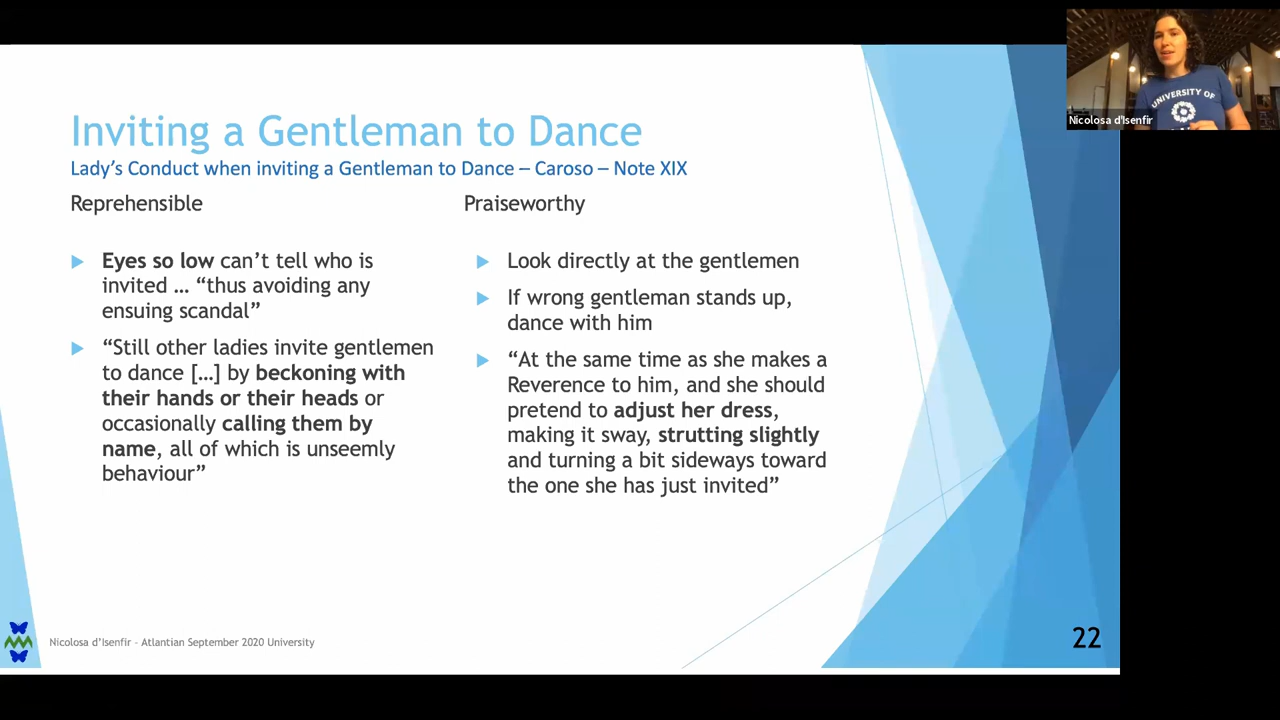 Inviting a Gentleman to Dance
Lady's Conduct when inviting a Gentleman to Dance – Caroso – Note XIX
Reprehensible
Eyes so low can't tell who is
invited … “thus avoiding any
ensuing scandal”
“Still other ladies invite gentlemen
to dance […] by beckoning with
their hands or their heads or
occasionally calling them by
name, all of which is unseemly
behaviour”
Praiseworthy
Look directly at the gentlemen
If wrong gentleman stands up,
dance with him
“At the same time as she makes a
Reverence to him, and she should
pretend to adjust her dress,
making it sway, strutting slightly
and turning a bit sideways toward
the one she has just invited”
Nicolosa d'Isenfir - Atlantian September 2020 University
22
UNIVERSITY OF
Nicolosa d'Isenfir